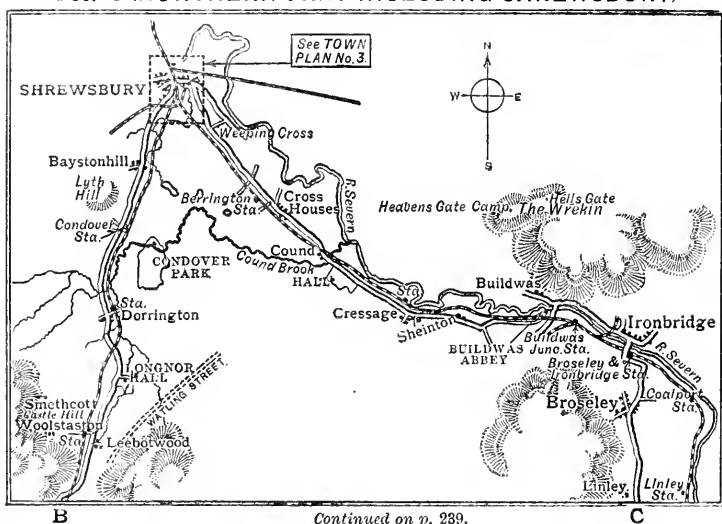 See TOWN
PLAN No. 3.
SHREWSBURY
N
W E
S
Weeping Cross
Baystonhill
Lyth
Hill
Berrington
Sta.
Cross
Houses
R. Severn
Heavens Gate Camp. The Wrekin
Hells
Gate
Condover
Sta.
CONDOVER
PARK
Cound
HALL
Cound Brook
Sta.
Buildwas
Ironbridge
Sta.
Dorrington
Cressage
Sheinton
BUILDWAS
ABBEY
Buildwas
Junc. Sta.
R. Severn
Broseley &
Ironbridge Sta.
LONGNOR
HALL
WATLING STREET
Coalport
Sta.
Broseley
Smethcott
Castle Hill
Woolstaston
Sta.
Leebotwood
Linley
Linley
Sta.
B
C
Continued on p. 239.